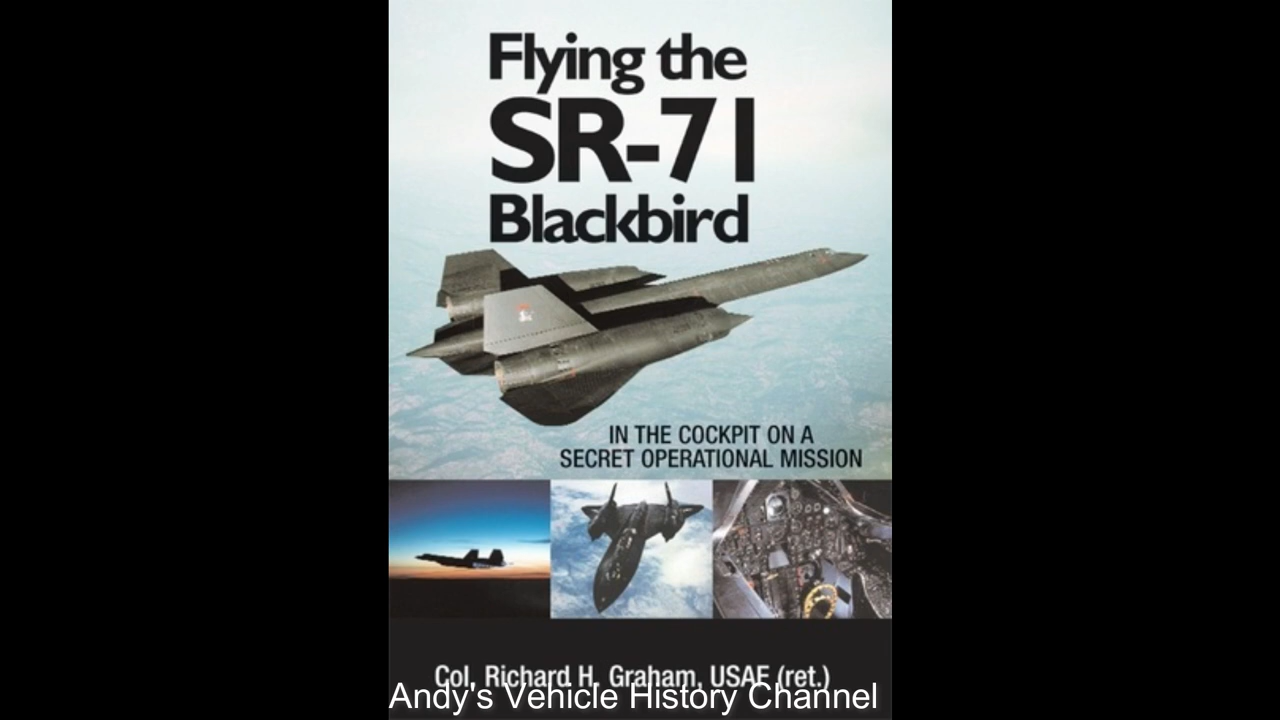 Flying the
SR-71
Blackbird
IN THE COCKPIT ON A
SECRET OPERATIONAL MISSION
Col. Richard H. Graham, USAF (ret.)
Andy's Vehicle History Channel